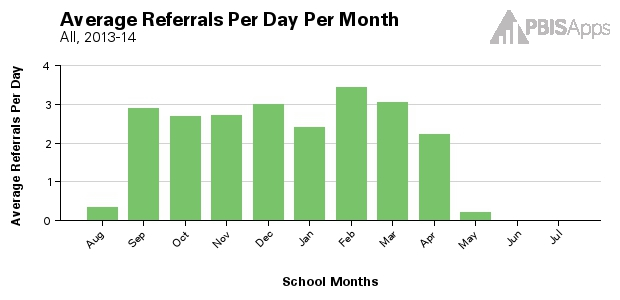 Average Referrals Per Day Per Month
All, 2013-14
PBISApps
Average Referrals Per Day
4
3
2
1
0
Aug Sep Oct Nov Dec Jan Feb Mar Apr May Jun Jul
School Months